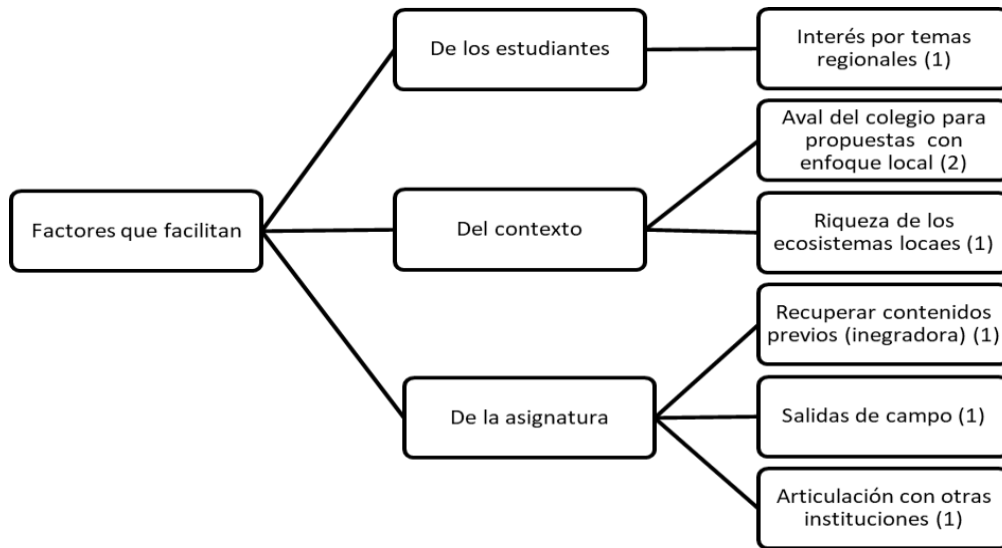 De los estudiantes
Interés por temas
regionales (1)
Aval del colegio para
propuestas con
enfoque local (2)
Factores que facilitan
Del contexto
Riqueza de los
ecosistemas locaes (1)
Recuperar contenidos
previos (inegradora) (1)
De la asignatura
Salidas de campo (1)
Articulación con otras
instituciones (1)